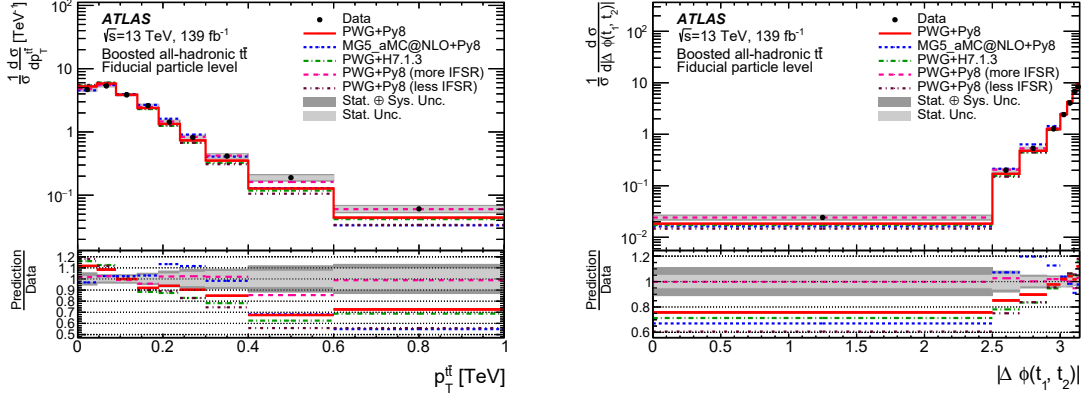 1/σ dσ/dp_T^{tt̄} [TeV⁻¹]
ATLAS
√s=13 TeV, 139 fb⁻¹
Boosted all-hadronic tt̄
Fiducial particle level
Data
PWG+Py8
MG5_aMC@NLO+Py8
PWG+H7.1.3
PWG+Py8 (more IFSR)
PWG+Py8 (less IFSR)
Stat. ⊕ Sys. Unc.
Stat. Unc.
10
1
10⁻¹
Prediction
Data
1.2
1.1
1.0
0.9
0.8
0.7
0.6
0.5
0 0.2 0.4 0.6 0.8 1
p_T^{tt̄} [TeV]
1/σ dσ/d|Δ ϕ(t₁, t₂)|
ATLAS
√s=13 TeV, 139 fb⁻¹
Boosted all-hadronic tt̄
Fiducial particle level
Data
PWG+Py8
MG5_aMC@NLO+Py8
PWG+H7.1.3
PWG+Py8 (more IFSR)
PWG+Py8 (less IFSR)
Stat. ⊕ Sys. Unc.
Stat. Unc.
10³
10²
10
1
10⁻¹
10⁻²
Prediction
Data
1.2
1.0
0.8
0.6
0 0.5 1.0 1.5 2.0 2.5 3.0
|Δ ϕ(t₁, t₂)|